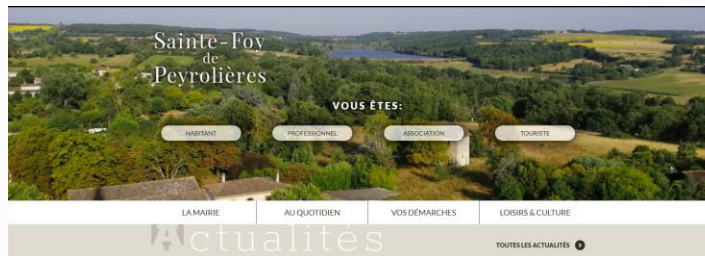 Sainte-Foy
de
Peyrolières
VOUS ÊTES:
HABITANT
PROFESSIONNEL
ASSOCIATION
TOURISTE
LA MAIRIE
AU QUOTIDIEN
VOS DÉMARCHES
LOISIRS & CULTURE
Actualités
TOUTES LES ACTUALITÉS